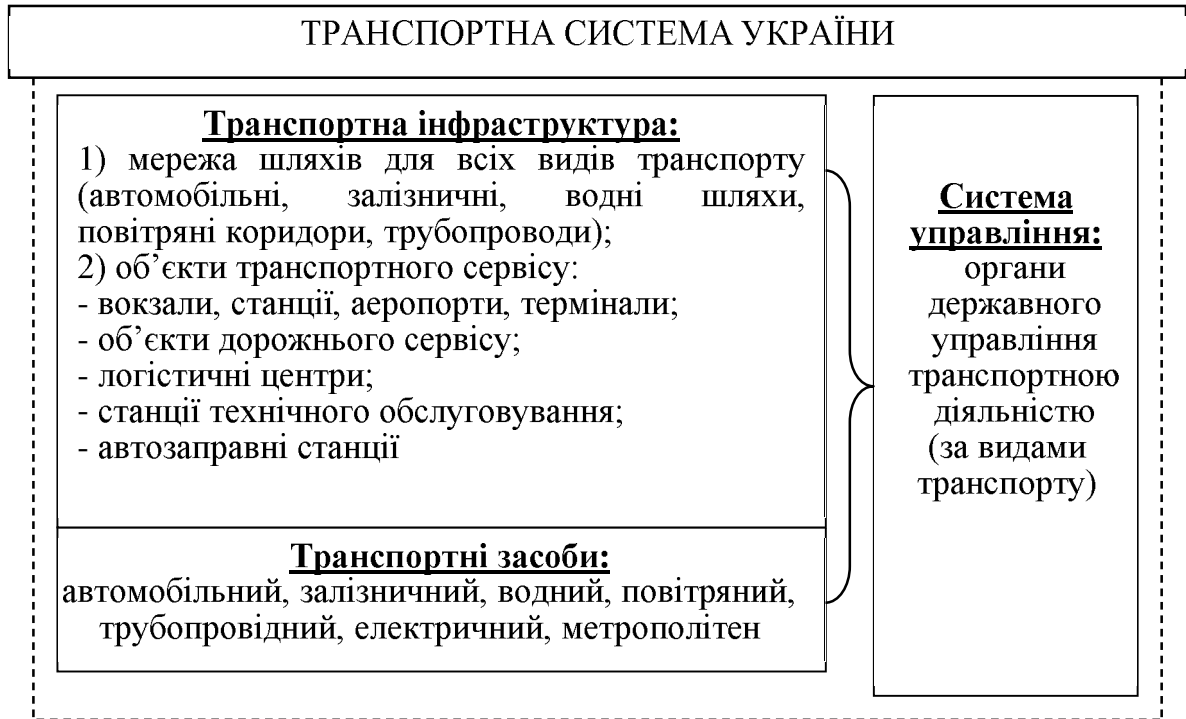 ТРАНСПОРТНА СИСТЕМА УКРАЇНИ
Транспортна інфраструктура:
1) мережа шляхів для всіх видів транспорту
(автомобільні, залізничні, водні шляхи,
повітряні коридори, трубопроводи);
2) об’єкти транспортного сервісу:
- вокзали, станції, аеропорти, термінали;
- об’єкти дорожнього сервісу;
- логістичні центри;
- станції технічного обслуговування;
- автозаправні станції
Транспортні засоби:
автомобільний, залізничний, водний, повітряний,
трубопровідний, електричний, метрополітен
Система
управління:
органи
державного
управління
транспортною
діяльністю
(за видами
транспорту)